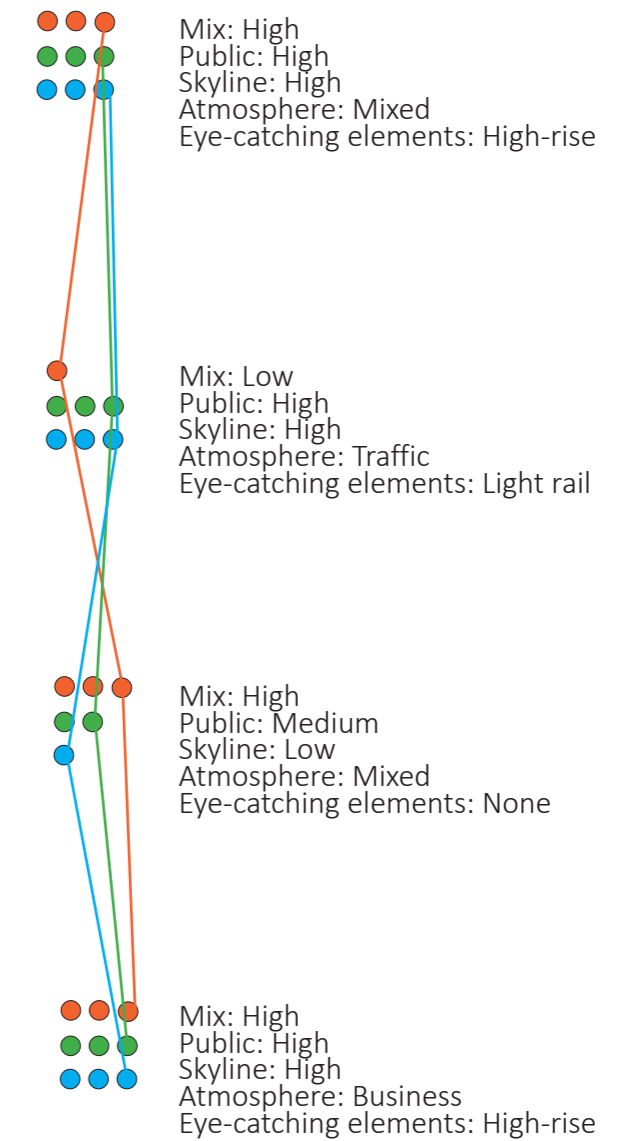 Mix: High
Public: High
Skyline: High
Atmosphere: Mixed
Eye-catching elements: High-rise
Mix: Low
Public: High
Skyline: High
Atmosphere: Traffic
Eye-catching elements: Light rail
Mix: High
Public: Medium
Skyline: Low
Atmosphere: Mixed
Eye-catching elements: None
Mix: High
Public: High
Skyline: High
Atmosphere: Business
Eye-catching elements: High-rise